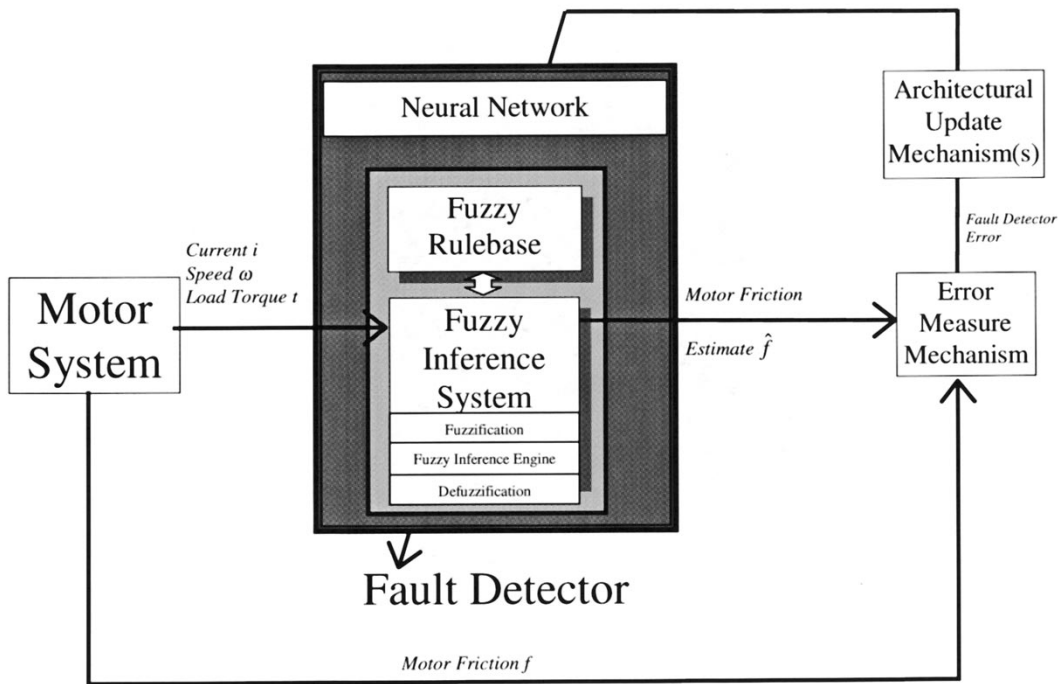 Neural Network
Architectural
Update
Mechanism(s)
Fuzzy
Rulebase
Fault Detector
Error
Current i
Speed ω
Load Torque t
Motor
System
Fuzzy
Inference
System
Motor Friction
Estimate f̂
Error
Measure
Mechanism
Fuzzification
Fuzzy Inference Engine
Defuzzification
Fault Detector
Motor Friction f